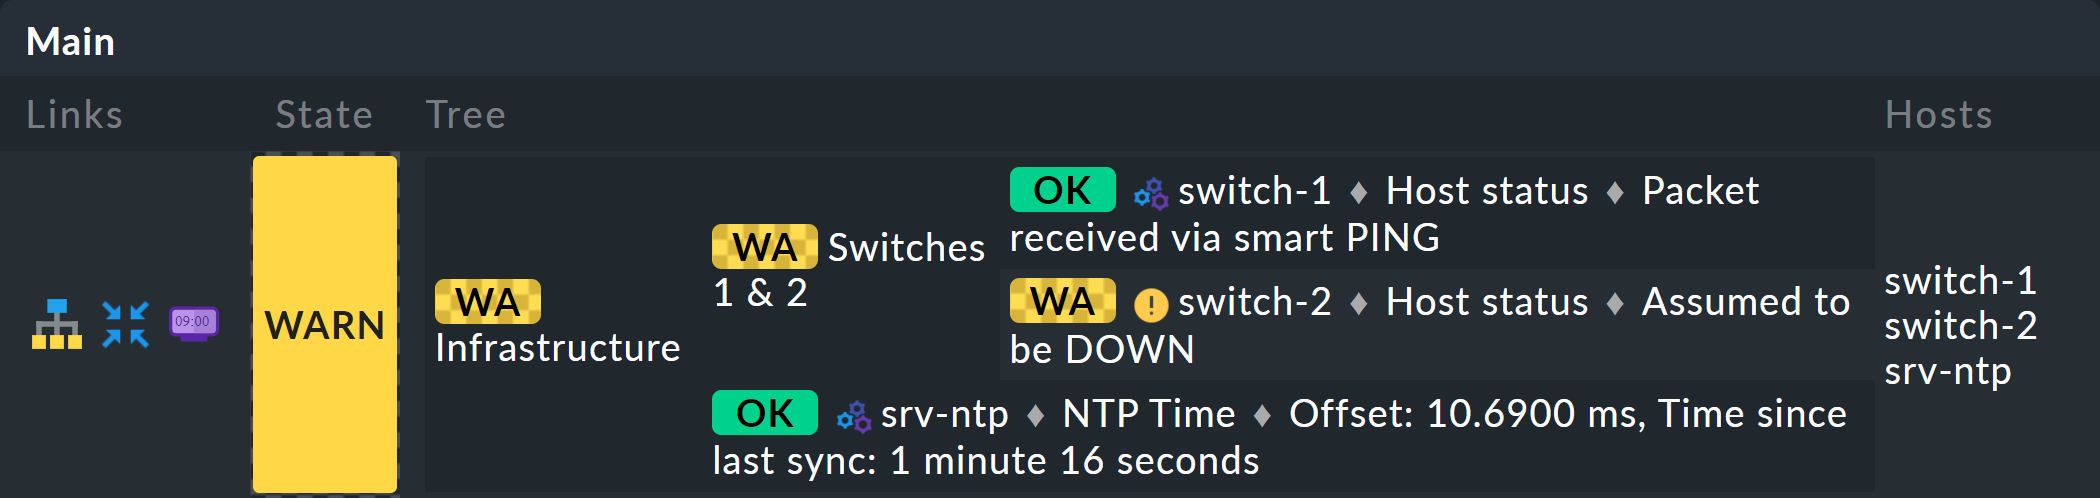 Main
Links State Tree Hosts
09:00
WARN
WA
Infrastructure
WA Switches
1 & 2
OK switch-1 ♦ Host status ♦ Packet
received via smart PING
WA ! switch-2 ♦ Host status ♦ Assumed to
be DOWN
OK srv-ntp ♦ NTP Time ♦ Offset: 10.6900 ms, Time since
last sync: 1 minute 16 seconds
switch-1
switch-2
srv-ntp